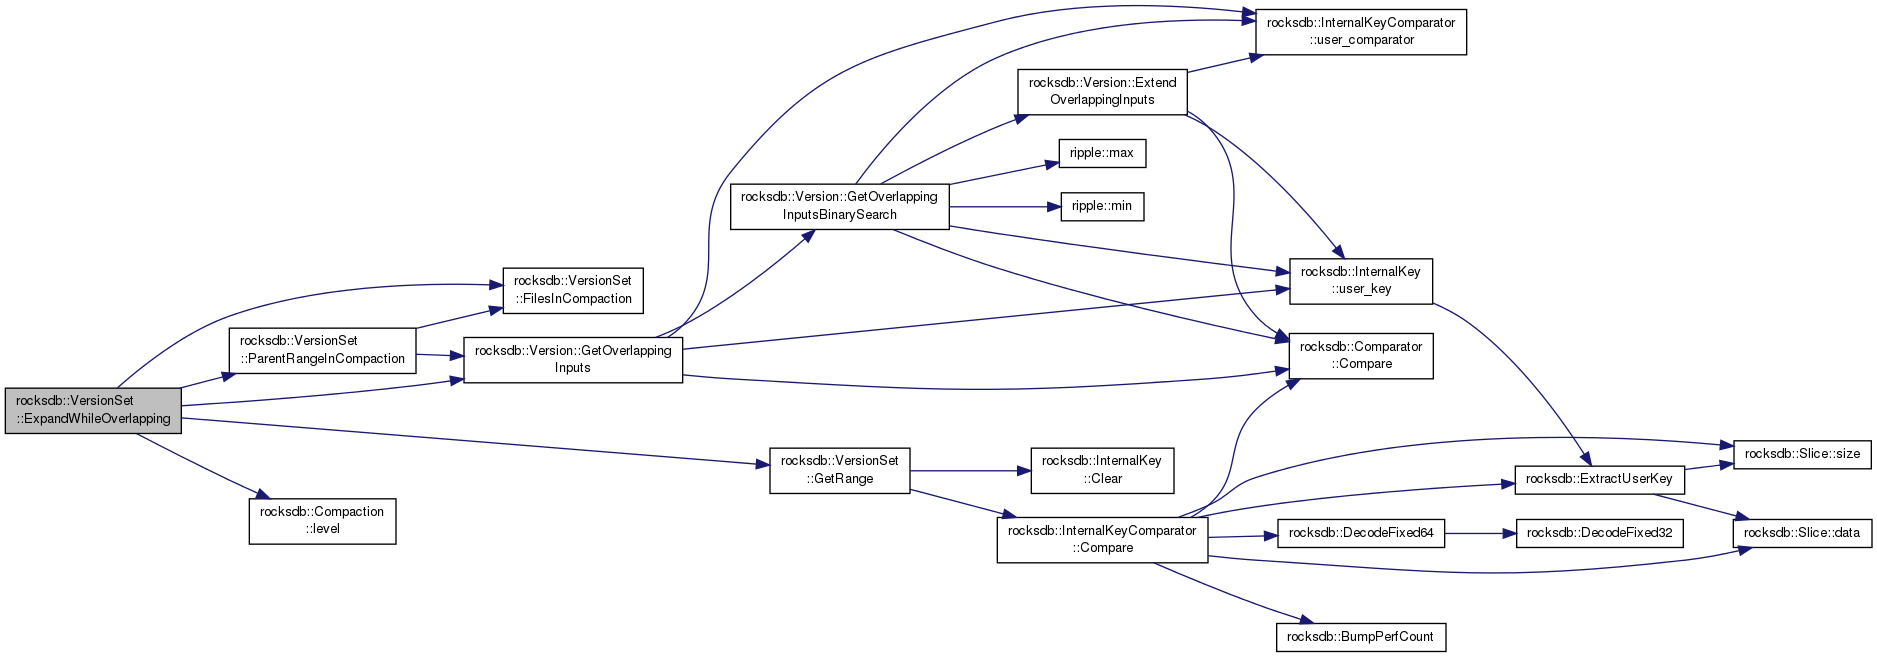 rocksdb::VersionSet
::ExpandWhileOverlapping
rocksdb::VersionSet
::FilesInCompaction
rocksdb::VersionSet
::ParentRangeInCompaction
rocksdb::Version::GetOverlapping
Inputs
rocksdb::VersionSet
::GetRange
rocksdb::Compaction
::level
rocksdb::Version::GetOverlapping
InputsBinarySearch
rocksdb::InternalKeyComparator
::user_comparator
rocksdb::Version::Extend
OverlappingInputs
ripple::max
ripple::min
rocksdb::InternalKey
::user_key
rocksdb::Comparator
::Compare
rocksdb::InternalKey
::Clear
rocksdb::InternalKeyComparator
::Compare
rocksdb::ExtractUserKey
rocksdb::Slice::size
rocksdb::Slice::data
rocksdb::DecodeFixed64
rocksdb::DecodeFixed32
rocksdb::BumpPerfCount